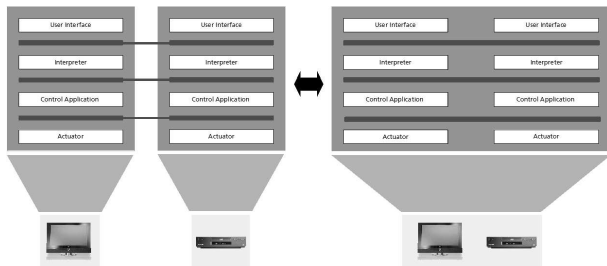 User Interface User Interface User Interface User Interface
Interpreter Interpreter Interpreter Interpreter
Control Application Control Application Control Application Control Application
Actuator Actuator Actuator Actuator